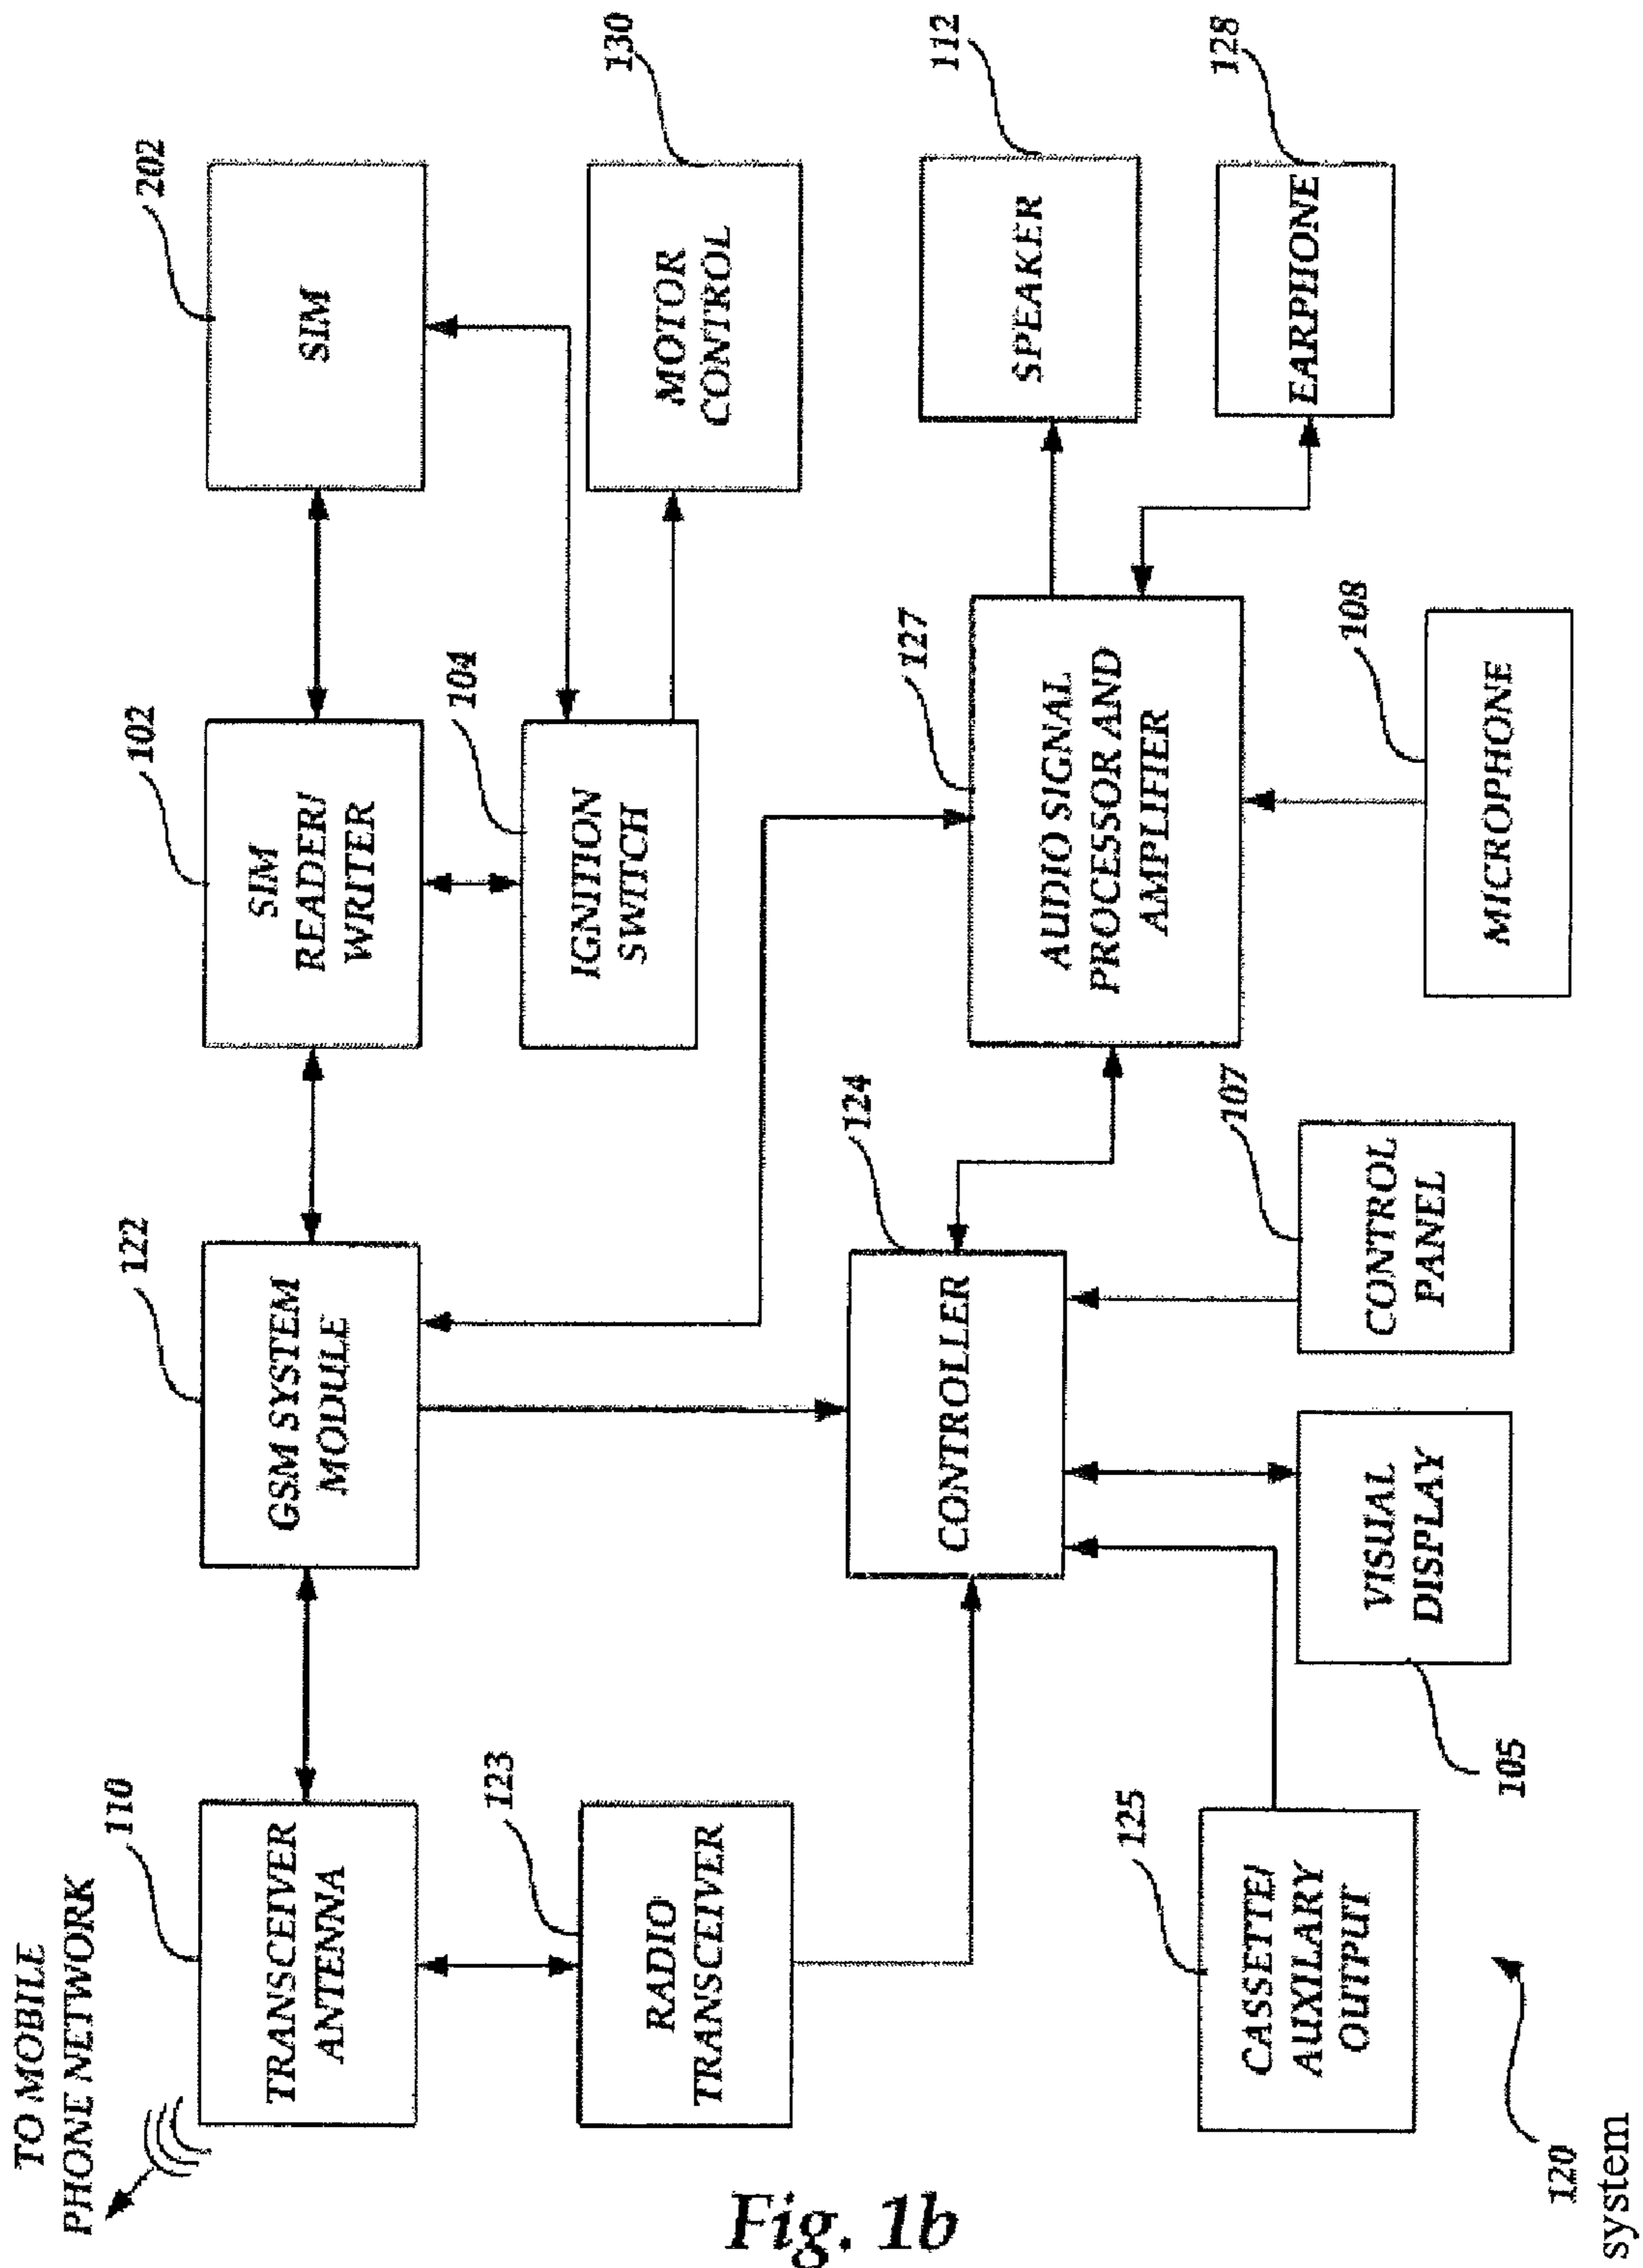 TO MOBILE
PHONE NETWORK
110
TRANSCEIVER
ANTENNA
122
GSM SYSTEM
MODULE
102
SIM
READER/
WRITER
202
SIM
123
RADIO
TRANSCEIVER
104
IGNITION
SWITCH
130
MOTOR
CONTROL
124
CONTROLLER
127
AUDIO SIGNAL
PROCESSOR AND
AMPLIFIER
112
SPEAKER
128
EARPHONE
125
CASSETTE/
AUXILARY
OUTPUT
105
VISUAL
DISPLAY
107
CONTROL
PANEL
108
MICROPHONE
120
system
Fig. 1b